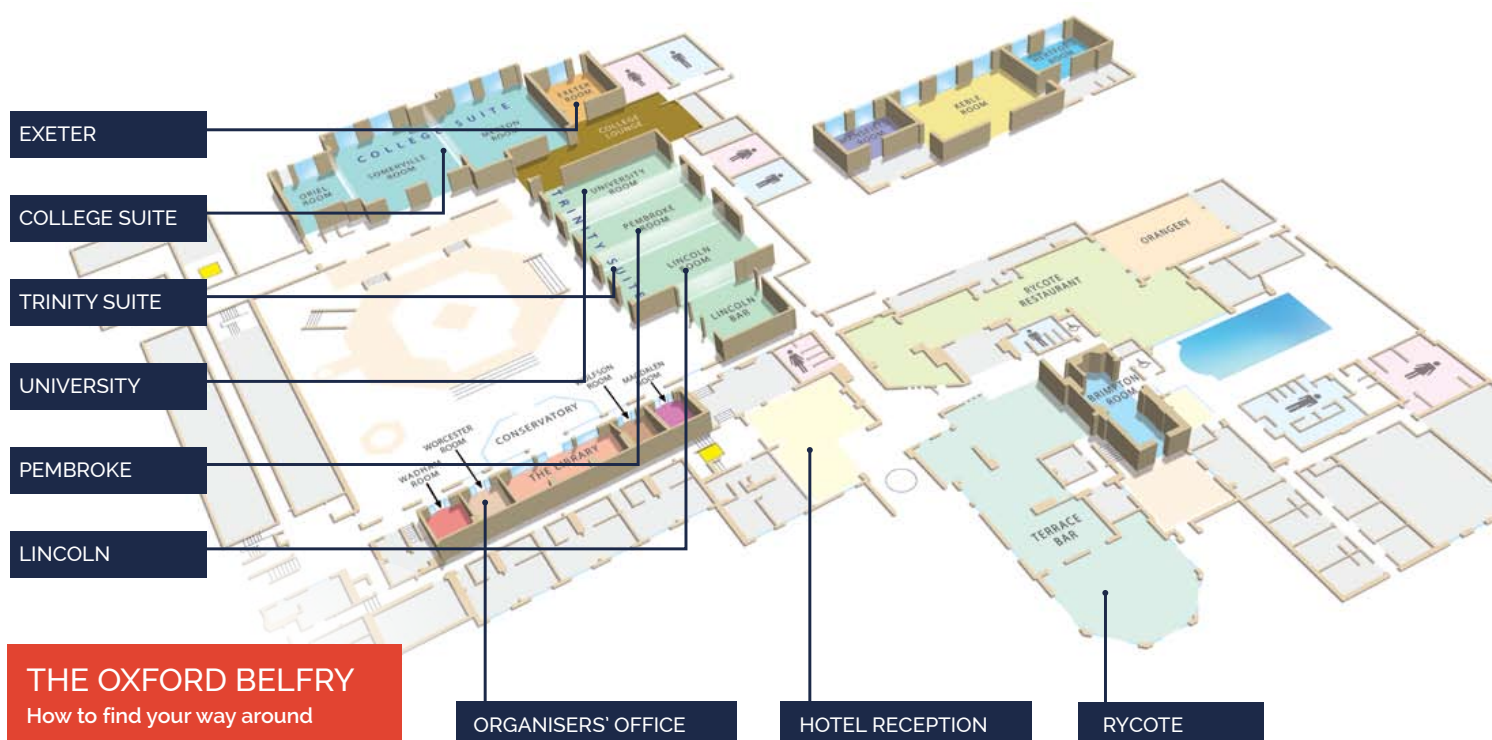 EXETER
COLLEGE SUITE
TRINITY SUITE
UNIVERSITY
PEMBROKE
LINCOLN
EXETER
ROOM
COLLEGE SUITE
ORIEL
ROOM
SOMERVILLE
ROOM
ROOM
COLLEGE
LOUNGE
TRINITY SUITE
UNIVERSITY
ROOM
PEMBROKE
ROOM
LINCOLN
ROOM
LINCOLN
BAR
ROOM
KEBLE
ROOM
ROOM
ORANGERY
RYCOTE
RESTAURANT
BRIMPTON
ROOM
TERRACE
BAR
ROOM
MAGDALEN
ROOM
CONSERVATORY
WORCESTER
ROOM
WADHAM
ROOM
THE LIBRARY
THE OXFORD BELFRY
How to find your way around
ORGANISERS' OFFICE
HOTEL RECEPTION
RYCOTE